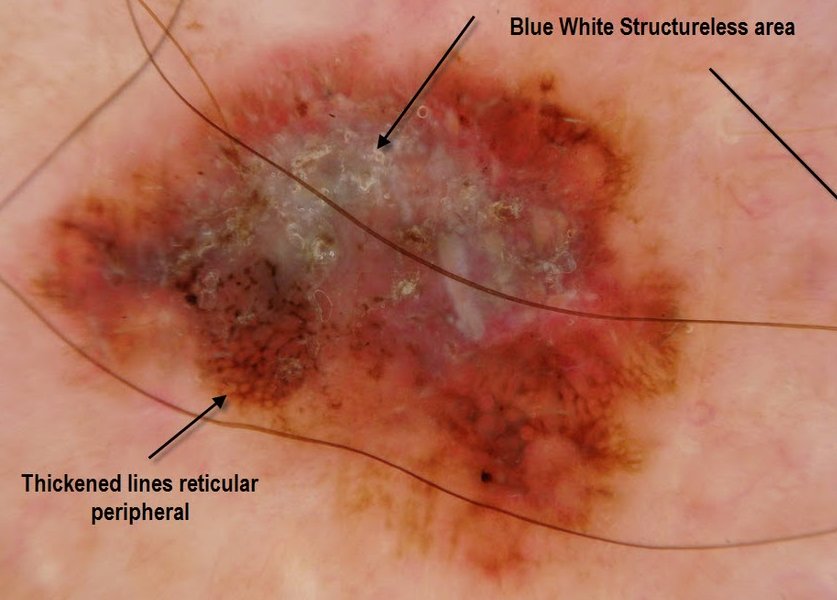 Blue White Structureless area
Thickened lines reticular
peripheral